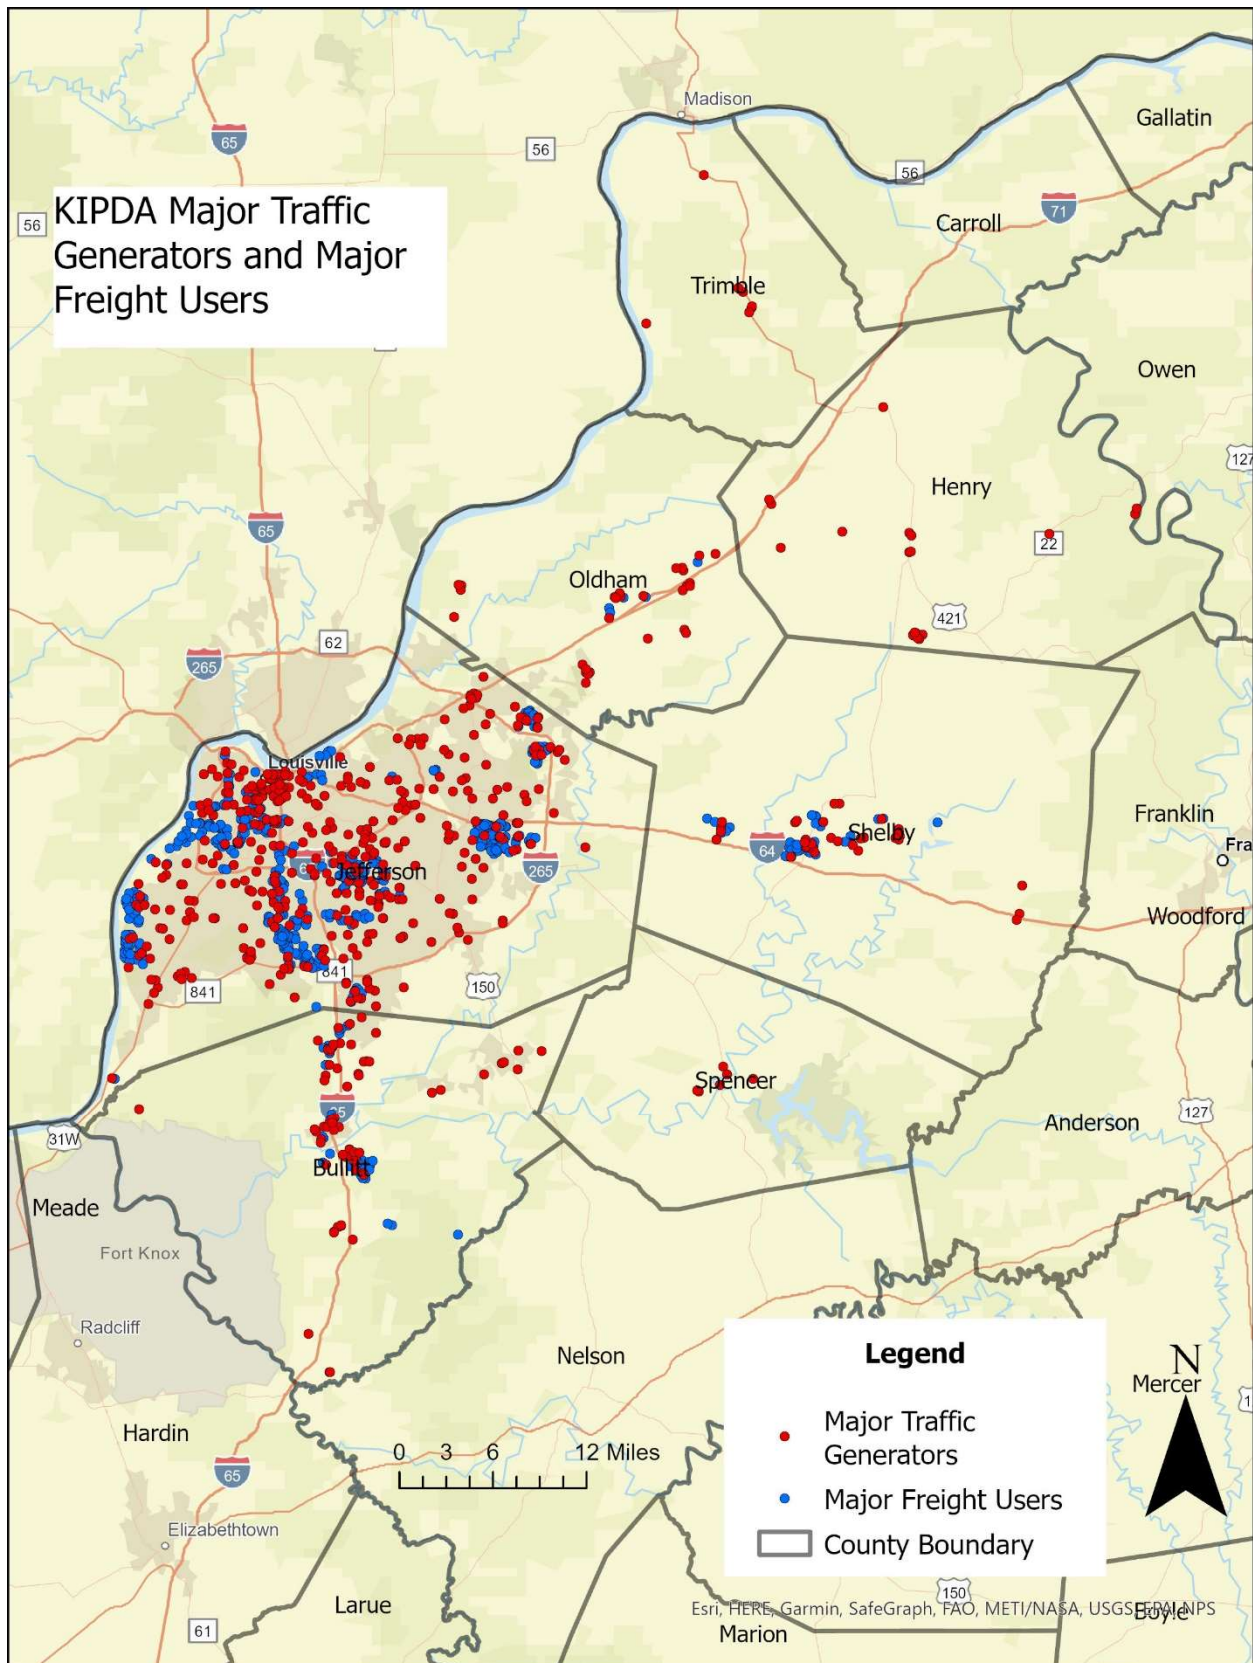 Madison
Gallatin
65
56
56
KIPDA Major Traffic
Generators and Major
Freight Users
56
71
Carroll
Trimble
Owen
127
Henry
65
22
Oldham
421
62
265
Louisville
Franklin
Shelby
64
Jefferson
265
Woodford
841
841
150
Spencer
Anderson
127
31W
Bullitt
Meade
Fort Knox
Radcliff
Nelson
Legend
N
Mercer
Major Traffic
Generators
Hardin
0 3 6 12 Miles
65
Major Freight Users
Elizabethtown
County Boundary
Larue
150
Esri, HERE, Garmin, SafeGraph, FAO, METI/NASA, USGS, EPA, NPS
Boyle
61
Marion